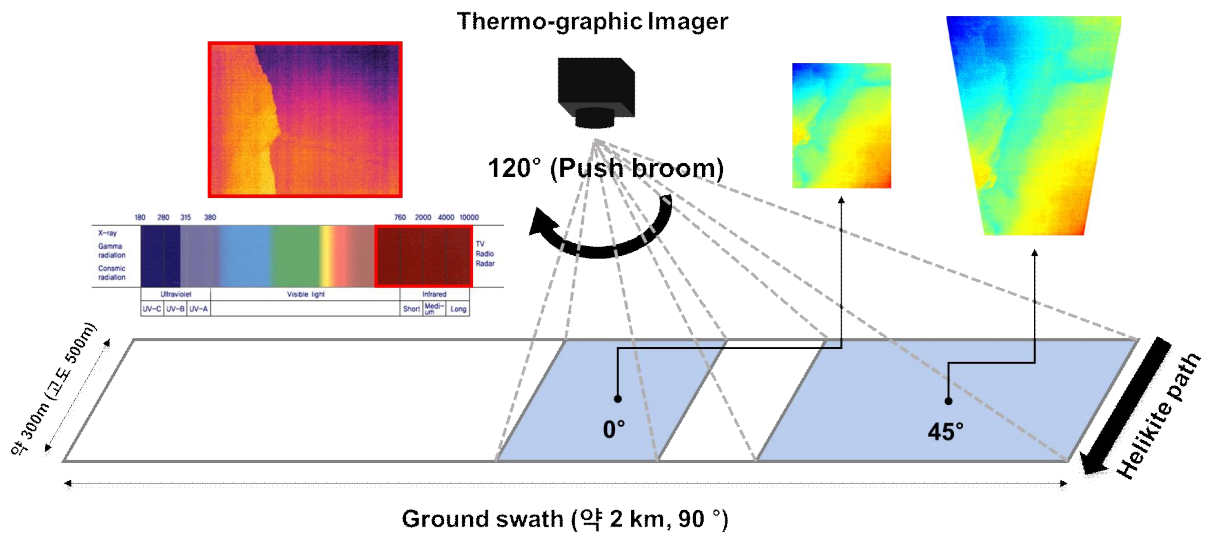 Thermo-graphic Imager
120° (Push broom)
180 280 315 380 760 2000 4000 10000
X-ray
Gamma
radiation
Conamic
radiation
TV
Radio
Radar
Ultraviolet Visible light Infrared
UV-C UV-B UV-A Short Medi-
um Long
약 300m (고도 500m)
0°
45°
Helikite path
Ground swath (약 2 km, 90 °)